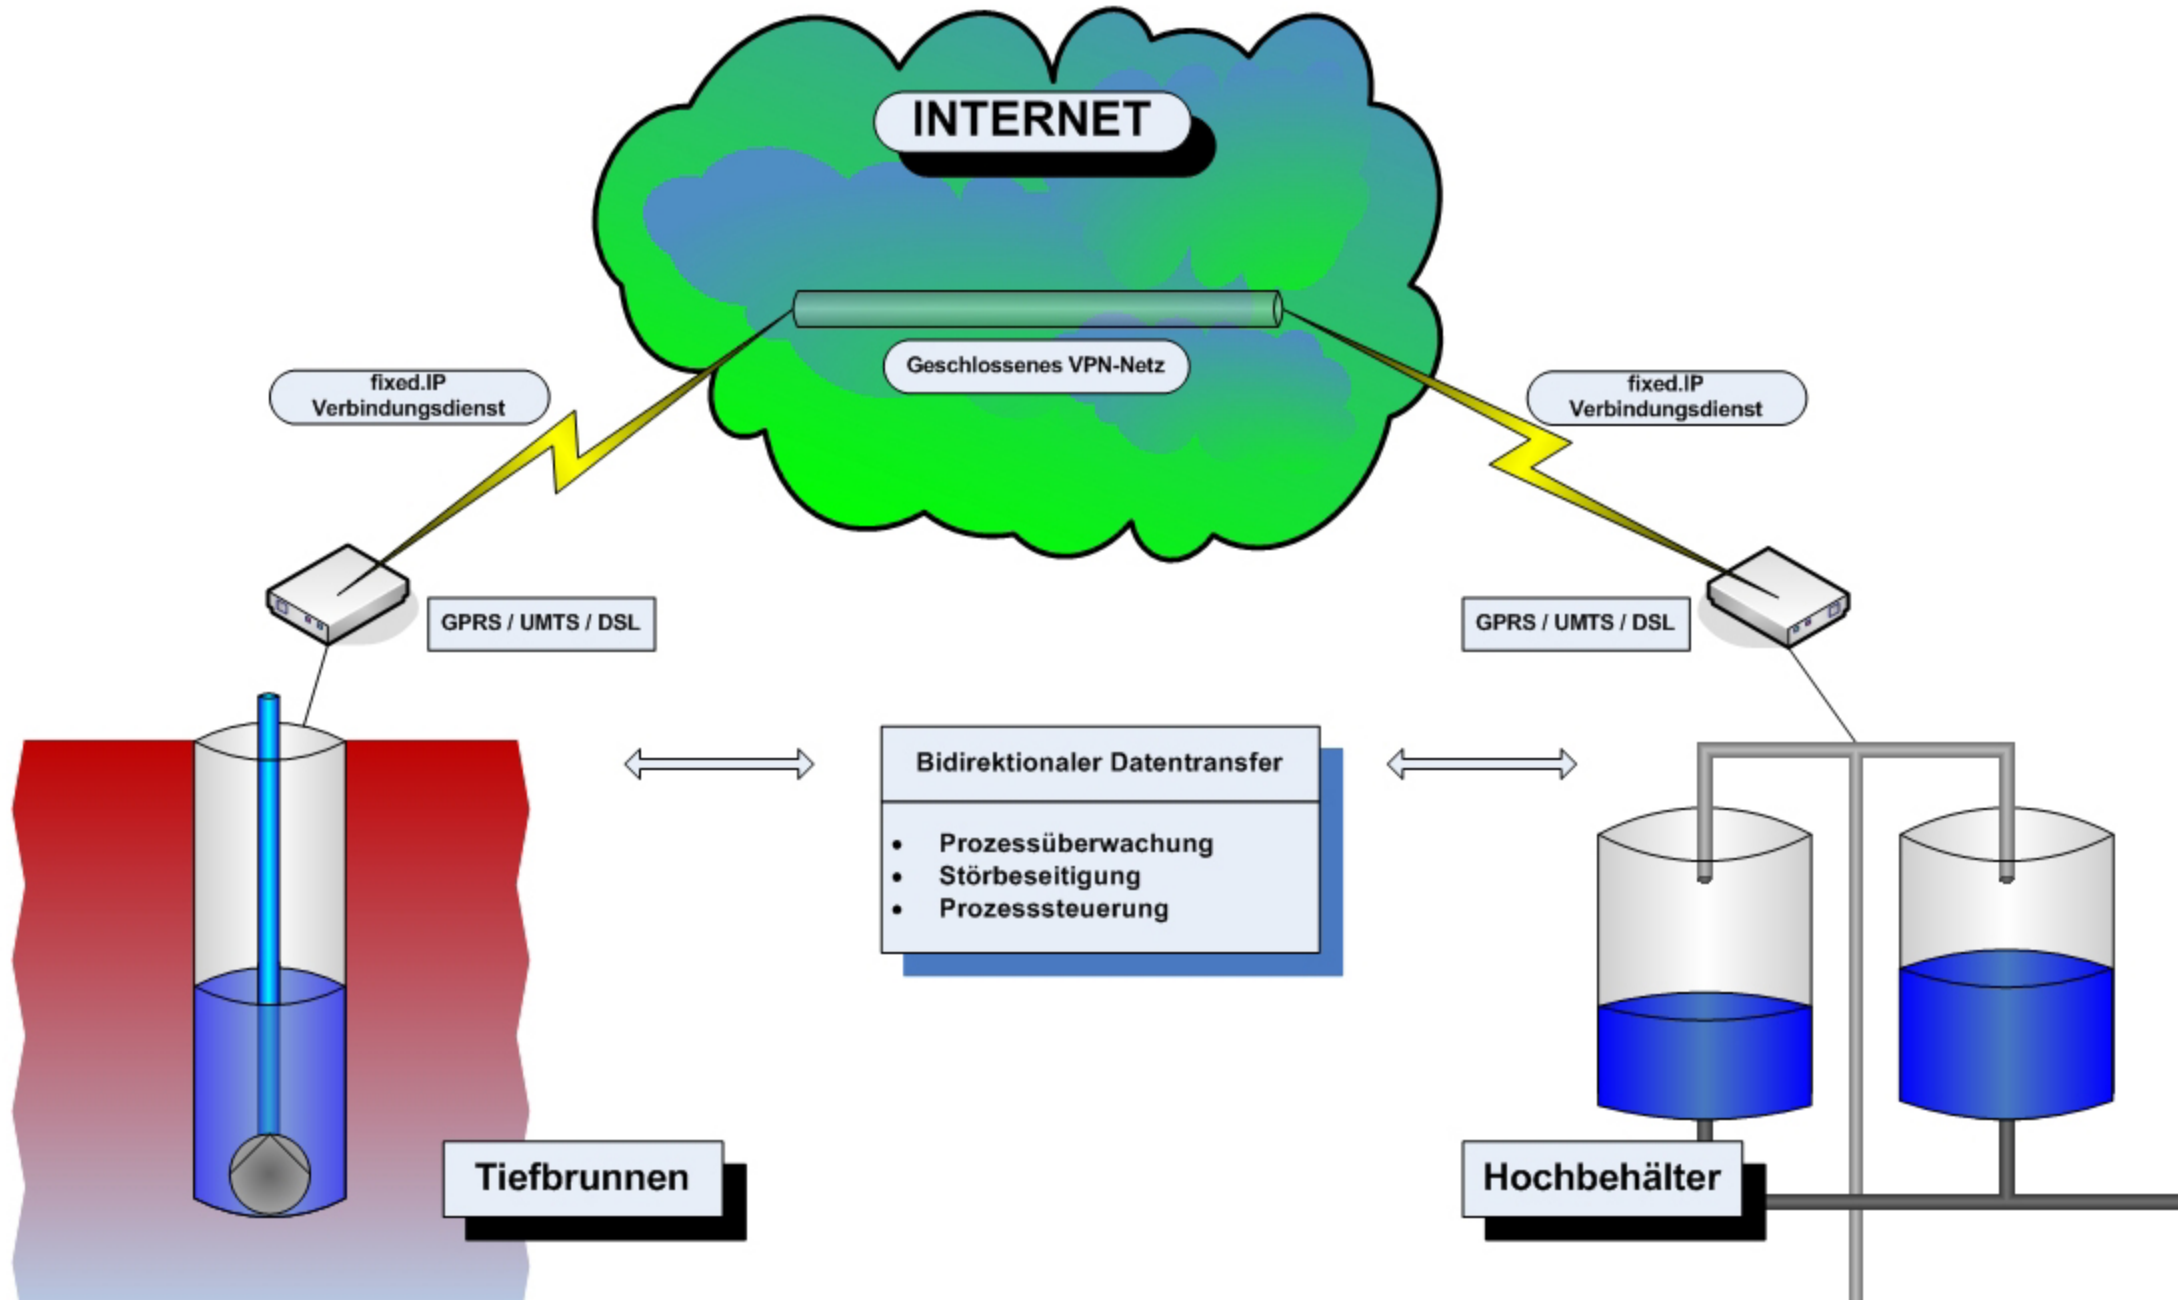 INTERNET
Geschlossenes VPN-Netz
fixed.IP
Verbindungsdienst
fixed.IP
Verbindungsdienst
GPRS / UMTS / DSL
GPRS / UMTS / DSL
Bidirektionaler Datentransfer
• Prozessüberwachung
• Störbeseitigung
• Prozesssteuerung
Tiefbrunnen
Hochbehälter